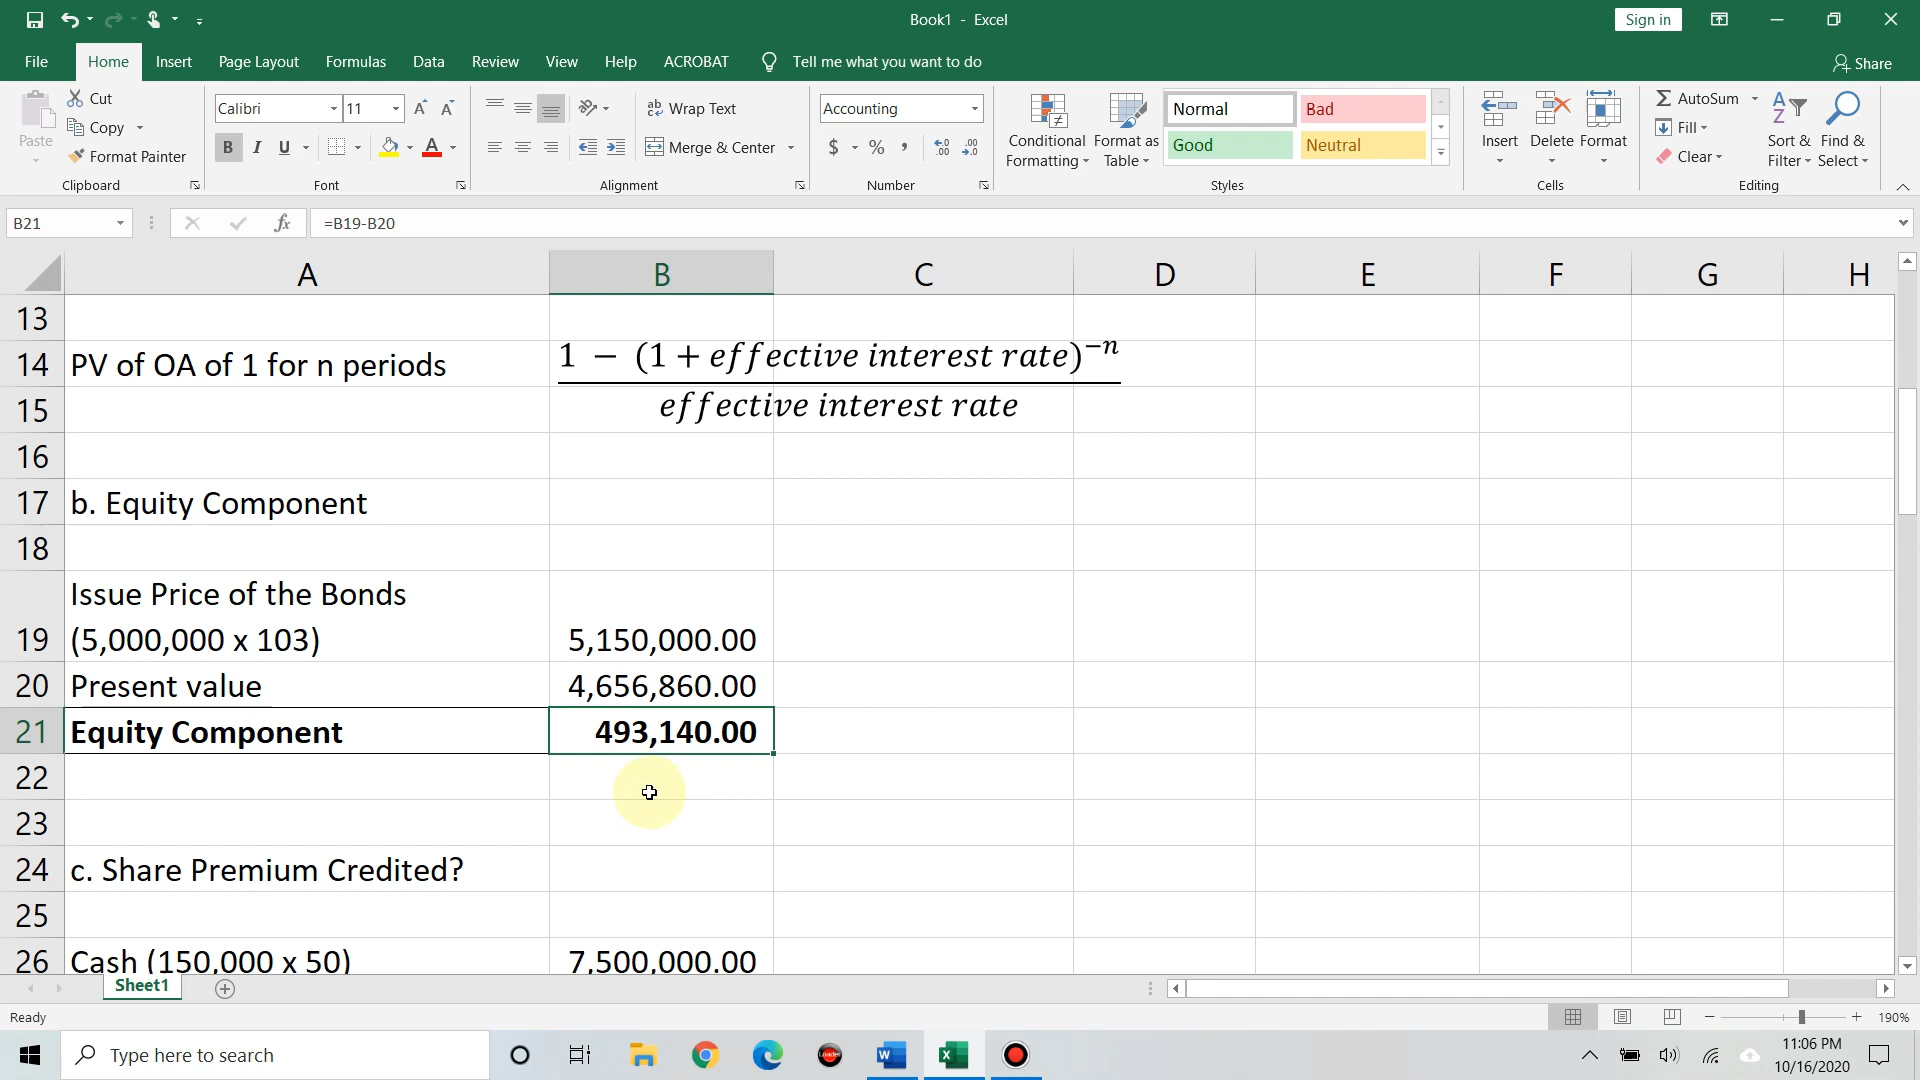 Book1 - Excel
Sign in
File Home Insert Page Layout Formulas Data Review View Help ACROBAT Tell me what you want to do
Share
Paste
Cut
Copy
Format Painter
Clipboard
Calibri 11
B I U
Font
Wrap Text
Merge & Center
Alignment
Accounting
$ % ,
Number
Conditional Formatting
Format as Table
Normal Bad
Good Neutral
Styles
Insert Delete Format
Cells
AutoSum
Fill
Clear
Sort & Filter
Find & Select
Editing
B21 fx =B19-B20
A B C D E F G H
13
14 PV of OA of 1 for n periods 1 − (1 + effective interest rate)⁻ⁿ
15 effective interest rate
16
17 b. Equity Component
18
Issue Price of the Bonds
19 (5,000,000 x 103) 5,150,000.00
20 Present value 4,656,860.00
21 Equity Component 493,140.00
22
23
24 c. Share Premium Credited?
25
26 Cash (150,000 x 50) 7,500,000.00
Sheet1
Ready 190%
Type here to search
11:06 PM
10/16/2020